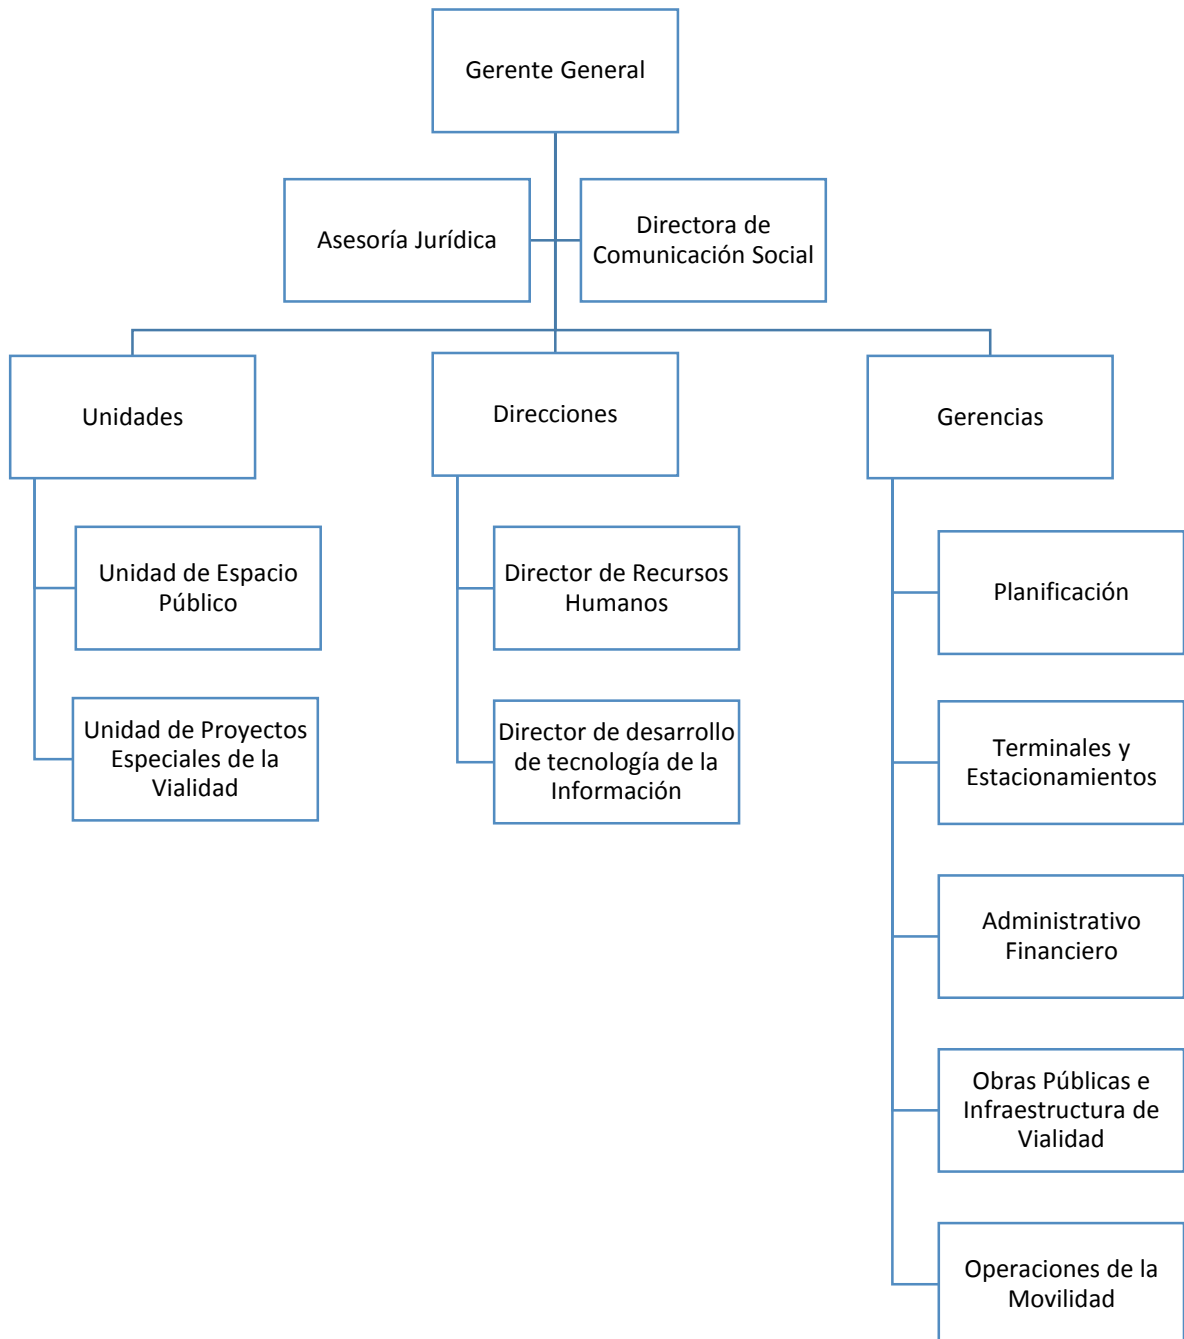 Gerente General
Asesoría Jurídica
Directora de
Comunicación Social
Unidades
Direcciones
Gerencias
Unidad de Espacio
Público
Director de Recursos
Humanos
Planificación
Unidad de Proyectos
Especiales de la
Vialidad
Director de desarrollo
de tecnología de la
Información
Terminales y
Estacionamientos
Administrativo
Financiero
Obras Públicas e
Infraestructura de
Vialidad
Operaciones de la
Movilidad